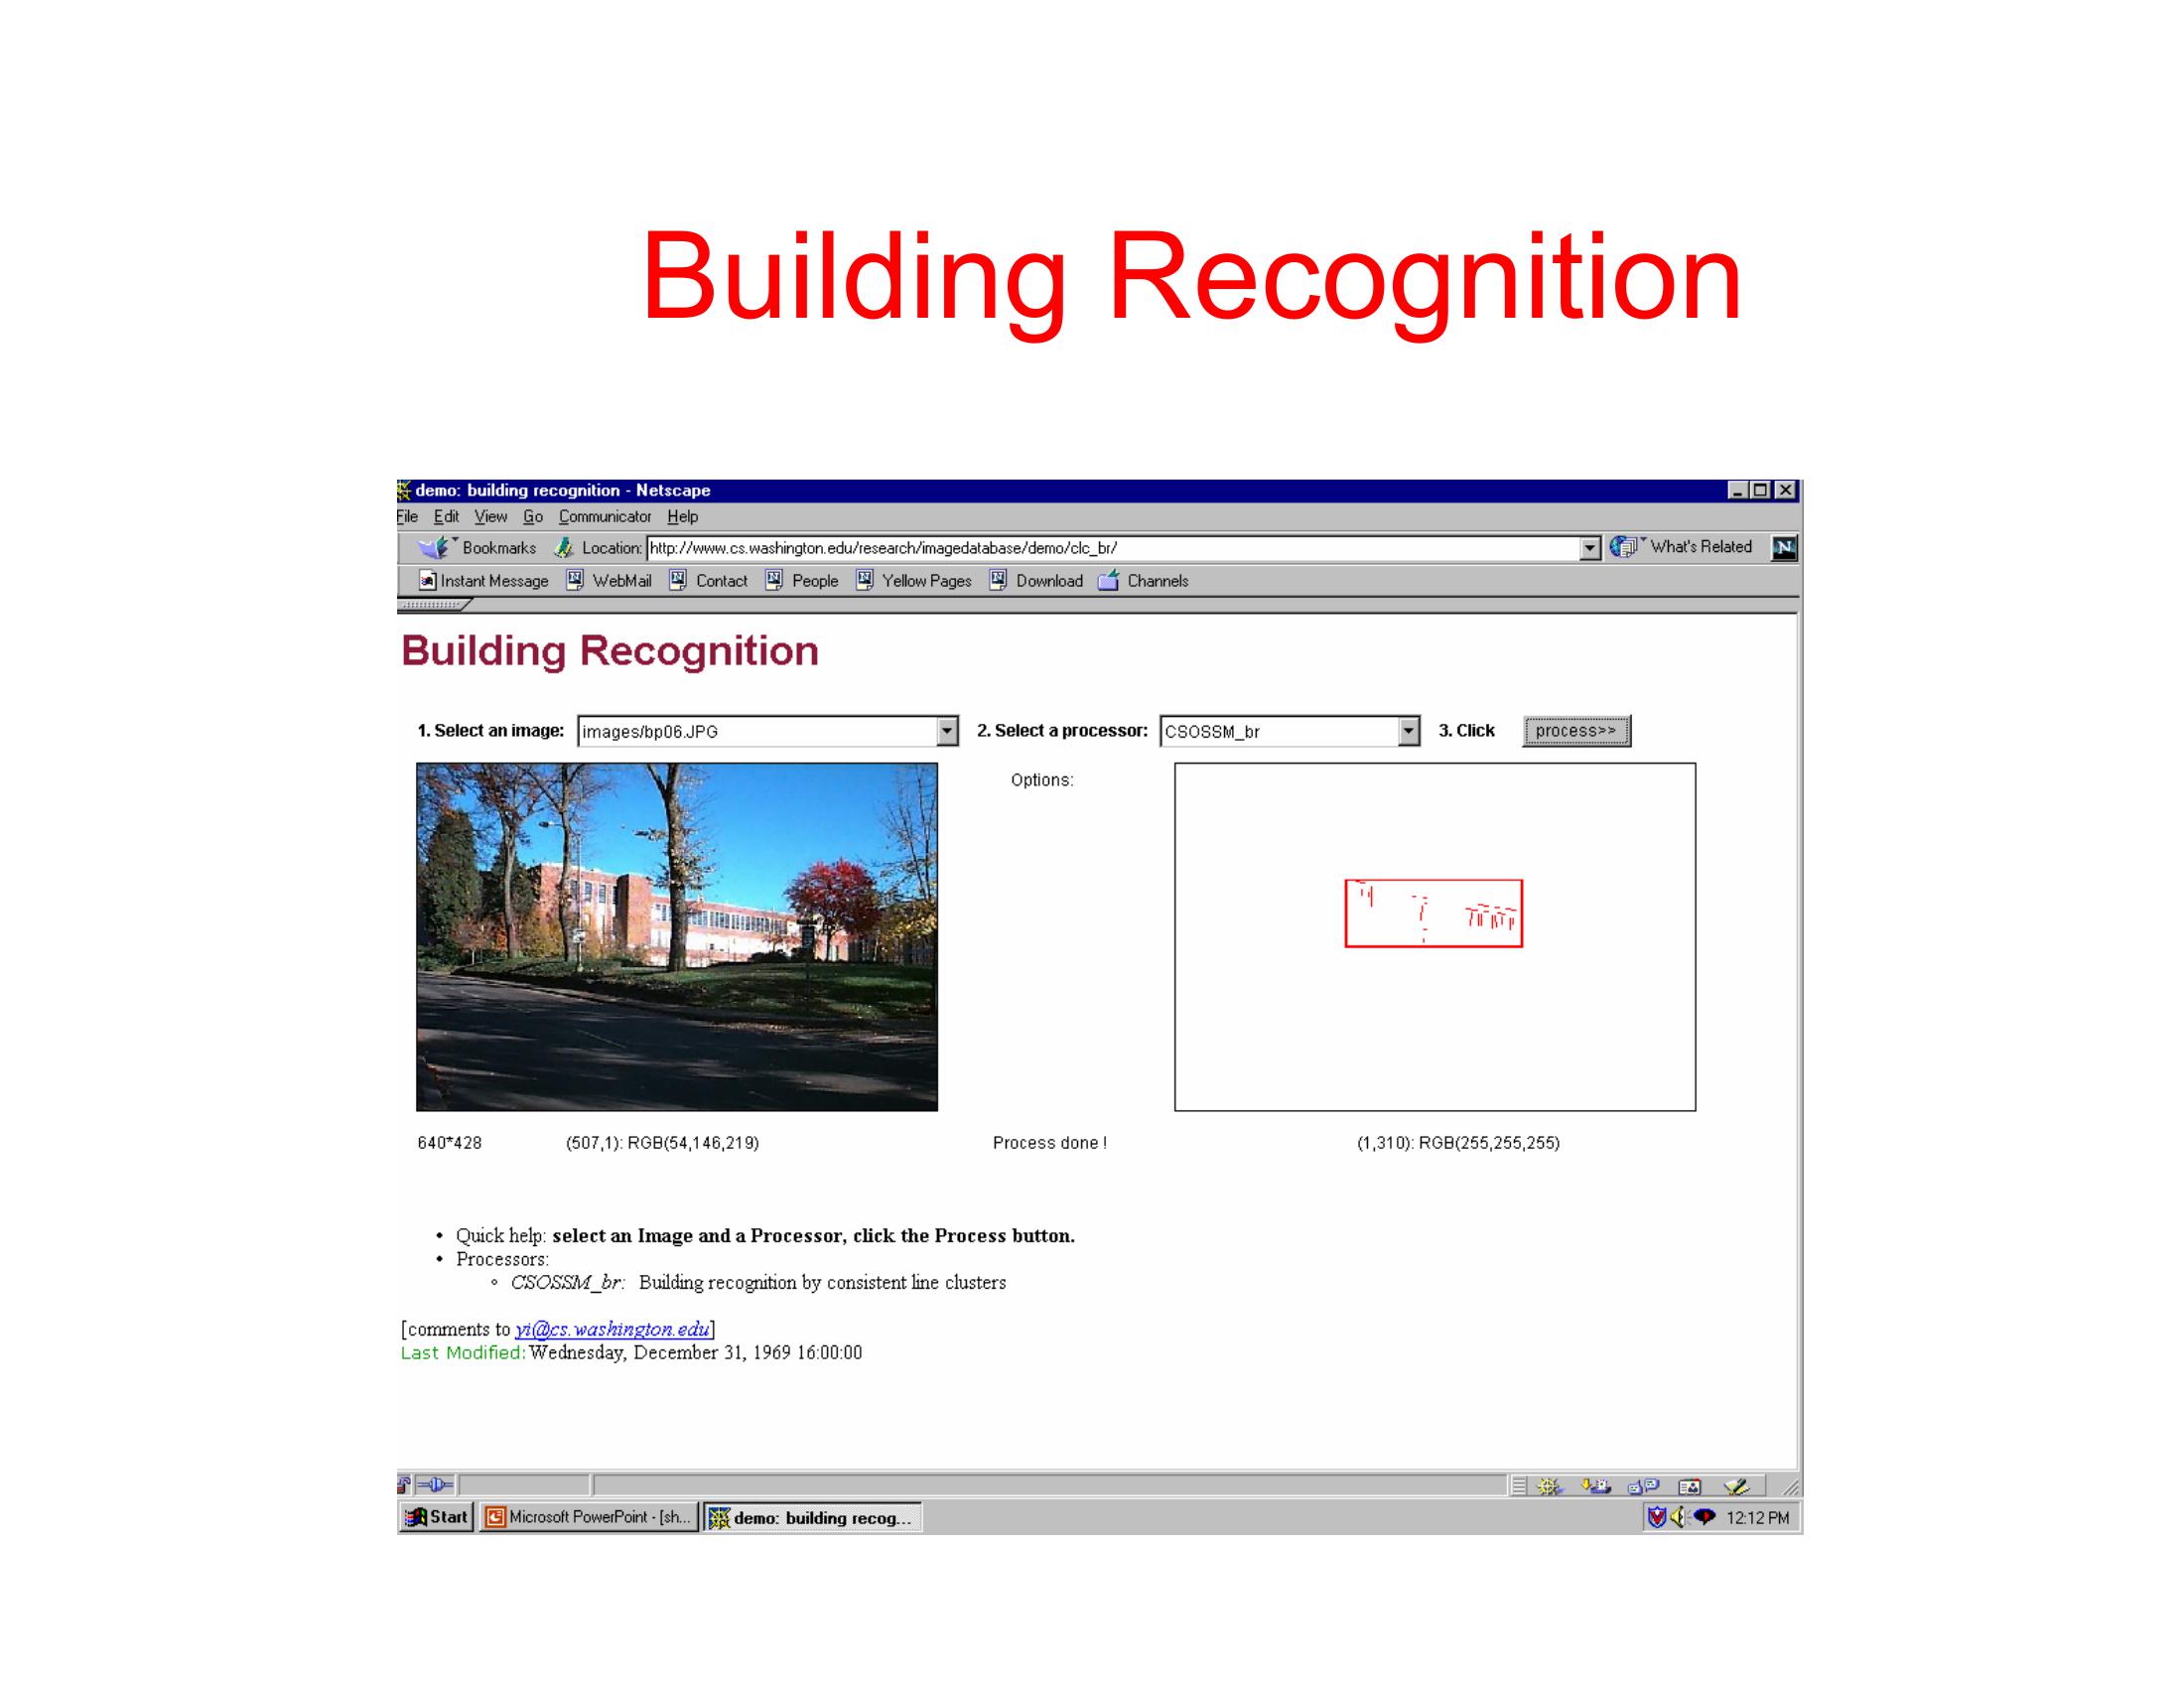 Building Recognition
demo: building recognition - Netscape
File Edit View Go Communicator Help
Bookmarks Location: http://www.cs.washington.edu/research/imagedatabase/demo/clc_br/ What's Related N
Instant Message WebMail Contact People Yellow Pages Download Channels
Building Recognition
1. Select an image: images/bp06.JPG 2. Select a processor: CSOSSM_br 3. Click process>>
Options:
640*428 (507,1): RGB(54,146,219) Process done ! (1,310): RGB(255,255,255)
• Quick help: select an Image and a Processor, click the Process button.
• Processors:
◦ CSOSSM_br: Building recognition by consistent line clusters
[comments to yi@cs.washington.edu]
Last Modified: Wednesday, December 31, 1969 16:00:00
Start Microsoft PowerPoint - [sh... demo: building recog... 12:12 PM